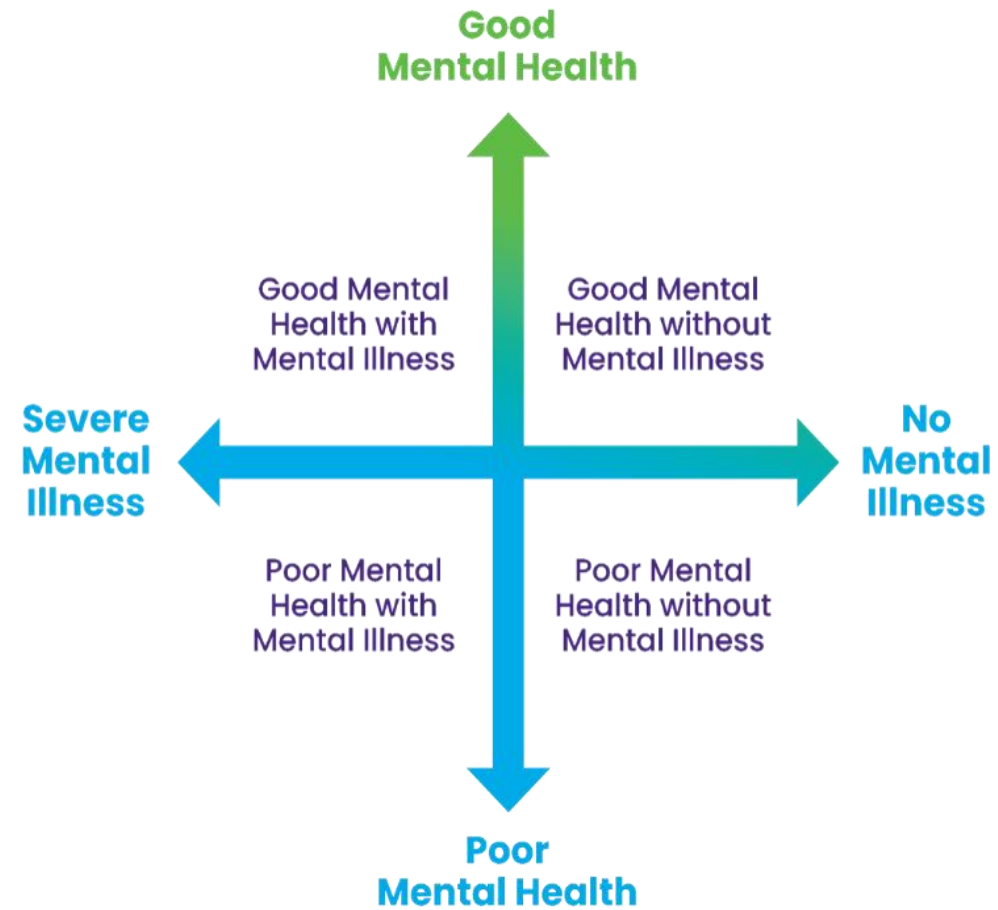 Good
Mental Health
Good Mental
Health with
Mental Illness
Good Mental
Health without
Mental Illness
Severe
Mental
Illness
No
Mental
Illness
Poor Mental
Health with
Mental Illness
Poor Mental
Health without
Mental Illness
Poor
Mental Health